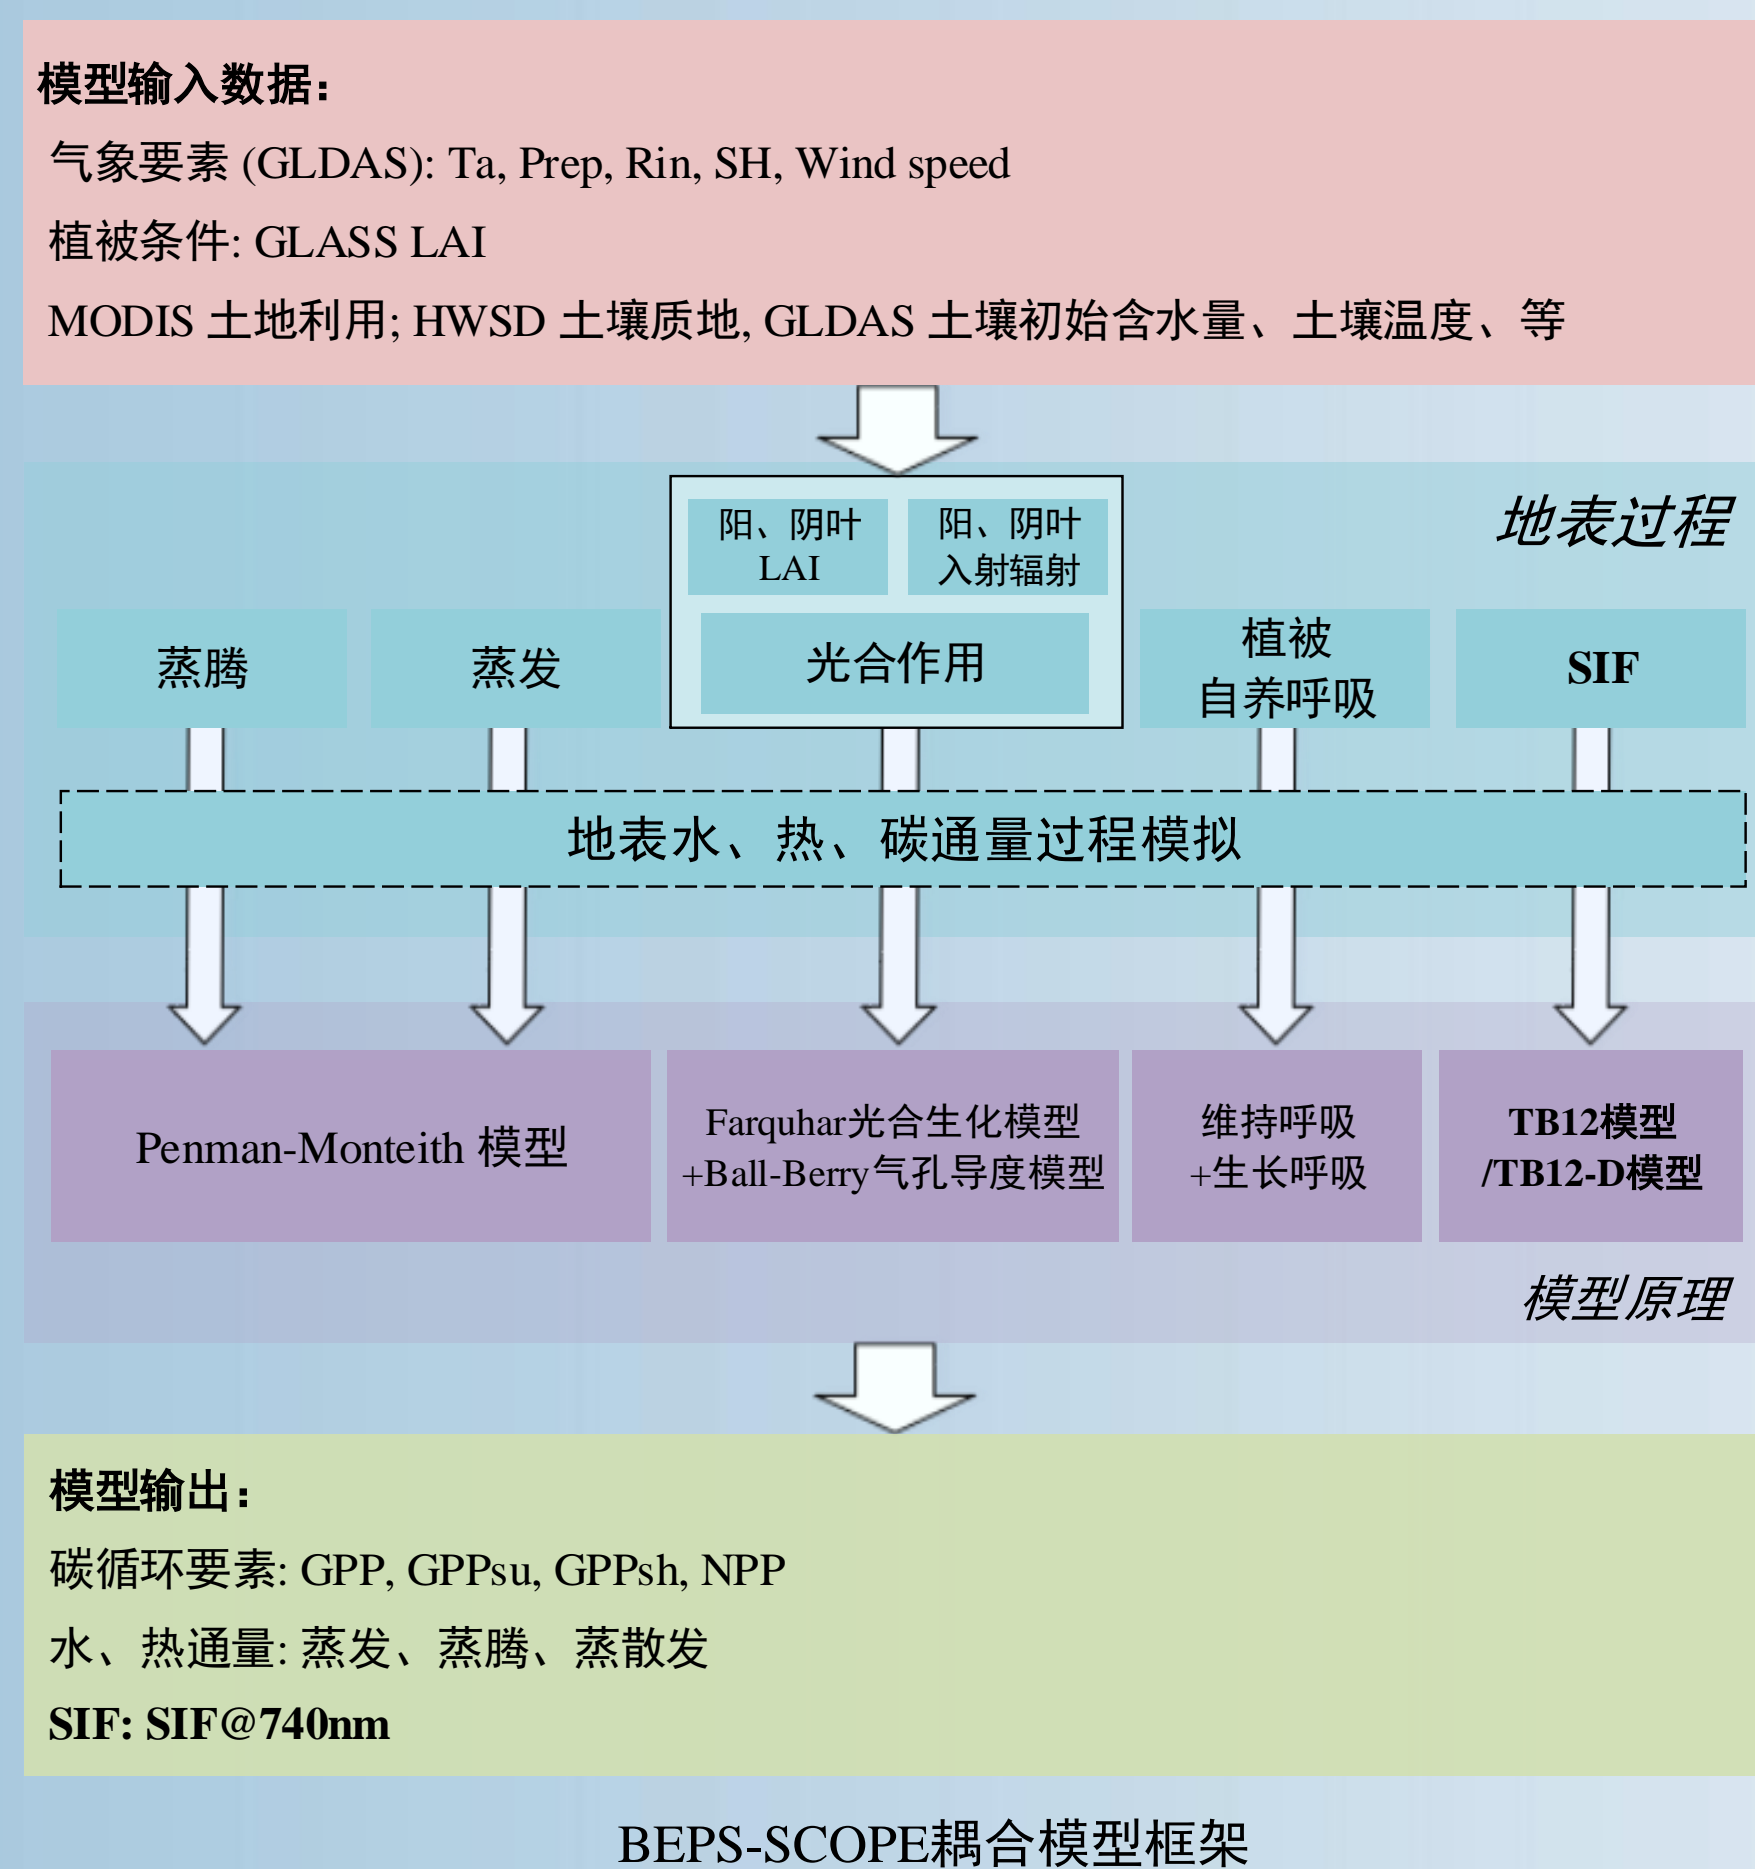 模型输入数据：
气象要素 (GLDAS): Ta, Prep, Rin, SH, Wind speed
植被条件: GLASS LAI
MODIS 土地利用; HWSD 土壤质地, GLDAS 土壤初始含水量、土壤温度、等
地表过程
阳、阴叶
LAI
阳、阴叶
入射辐射
蒸腾
蒸发
光合作用
植被
自养呼吸
SIF
地表水、热、碳通量过程模拟
Penman-Monteith 模型
Farquhar光合生化模型
+Ball-Berry气孔导度模型
维持呼吸
+生长呼吸
TB12模型
/TB12-D模型
模型原理
模型输出：
碳循环要素: GPP, GPPsu, GPPsh, NPP
水、热通量: 蒸发、蒸腾、蒸散发
SIF: SIF@740nm
BEPS-SCOPE耦合模型框架